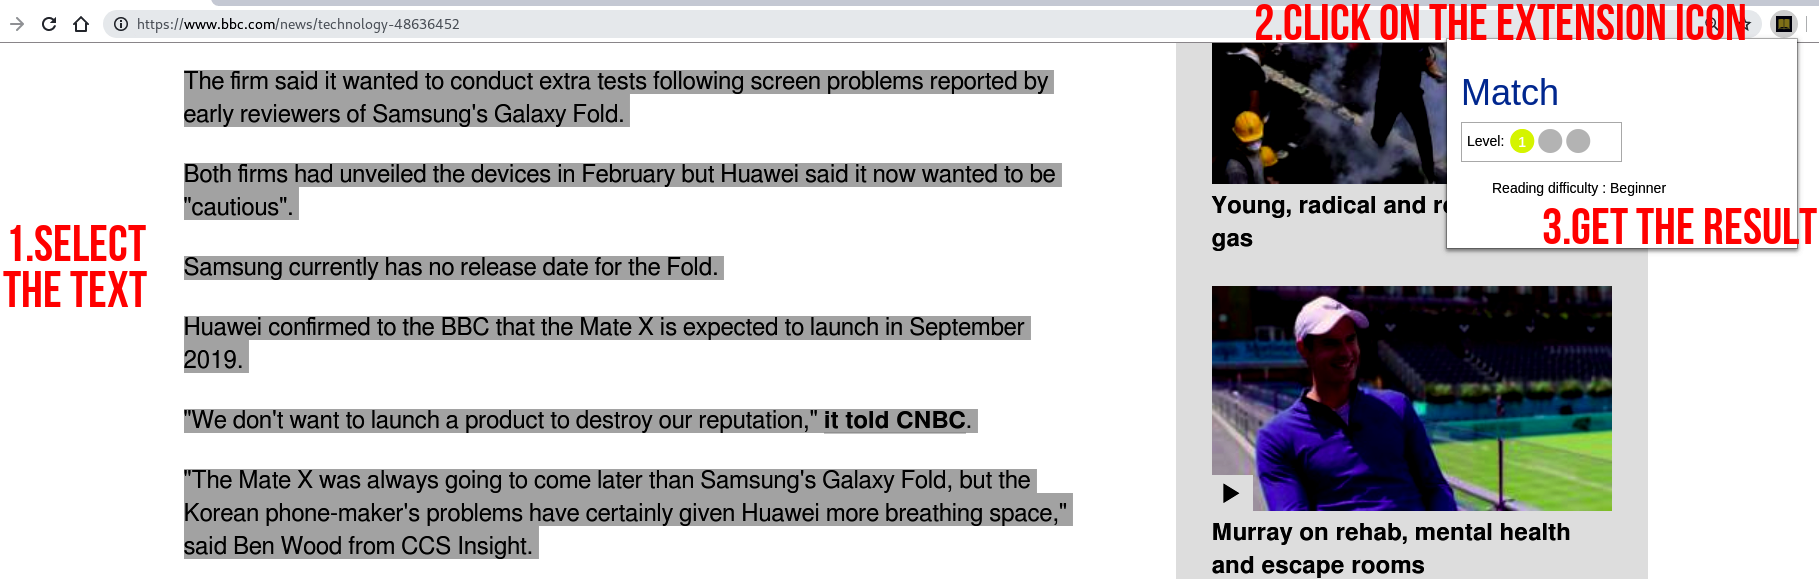 https://www.bbc.com/news/technology-48636452
2.CLICK ON THE EXTENSION ICON
The firm said it wanted to conduct extra tests following screen problems reported by
early reviewers of Samsung's Galaxy Fold.
Both firms had unveiled the devices in February but Huawei said it now wanted to be
"cautious".
Samsung currently has no release date for the Fold.
Huawei confirmed to the BBC that the Mate X is expected to launch in September
2019.
"We don't want to launch a product to destroy our reputation," it told CNBC.
"The Mate X was always going to come later than Samsung's Galaxy Fold, but the
Korean phone-maker's problems have certainly given Huawei more breathing space,"
said Ben Wood from CCS Insight.
1.SELECT
THE TEXT
Match
Level: 1
Reading difficulty : Beginner
3.GET THE RESULT
Young, radical and
gas
Murray on rehab, mental health
and escape rooms